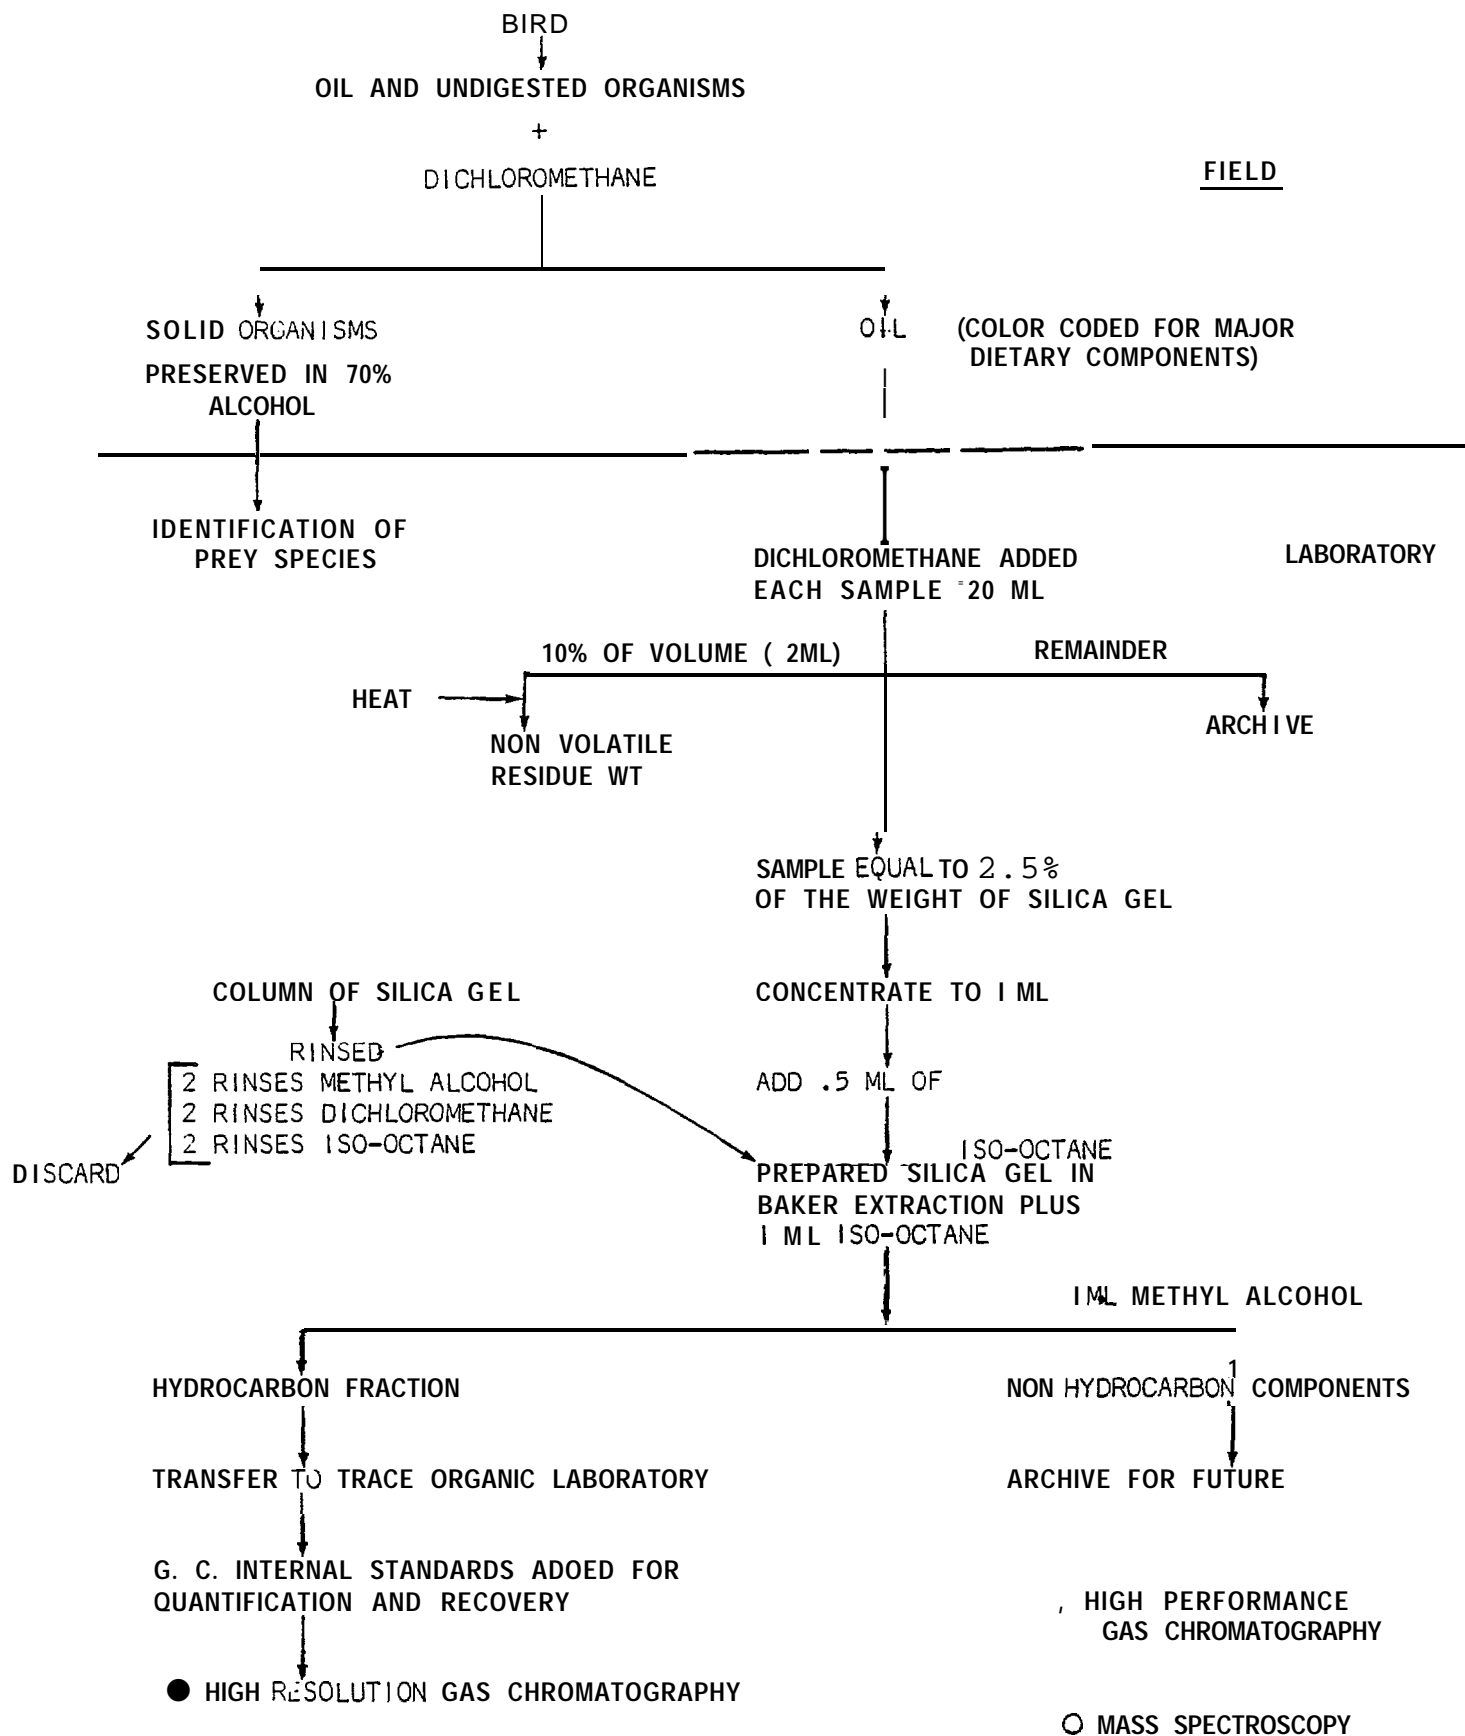 BIRD
OIL AND UNDIGESTED ORGANISMS
+
DICHLOROMETHANE
FIELD
SOLID ORGANISMS
PRESERVED IN 70%
ALCOHOL
OIL
(COLOR CODED FOR MAJOR
DIETARY COMPONENTS)
IDENTIFICATION OF
PREY SPECIES
LABORATORY
DICHLOROMETHANE ADDED
EACH SAMPLE 20 ML
10% OF VOLUME ( 2ML)
REMAINDER
HEAT
NON VOLATILE
RESIDUE WT
ARCHIVE
SAMPLE EQUAL TO 2.5%
OF THE WEIGHT OF SILICA GEL
COLUMN OF SILICA GEL
RINSED
2 RINSES METHYL ALCOHOL
2 RINSES DICHLOROMETHANE
2 RINSES ISO-OCTANE
DISCARD
CONCENTRATE TO I ML
ADD .5 ML OF
ISO-OCTANE
PREPARED SILICA GEL IN
BAKER EXTRACTION PLUS
I ML ISO-OCTANE
I ML METHYL ALCOHOL
HYDROCARBON FRACTION
TRANSFER TO TRACE ORGANIC LABORATORY
G. C. INTERNAL STANDARDS ADOED FOR
QUANTIFICATION AND RECOVERY
● HIGH RESOLUTION GAS CHROMATOGRAPHY
1
NON HYDROCARBON COMPONENTS
ARCHIVE FOR FUTURE
, HIGH PERFORMANCE
GAS CHROMATOGRAPHY
O MASS SPECTROSCOPY